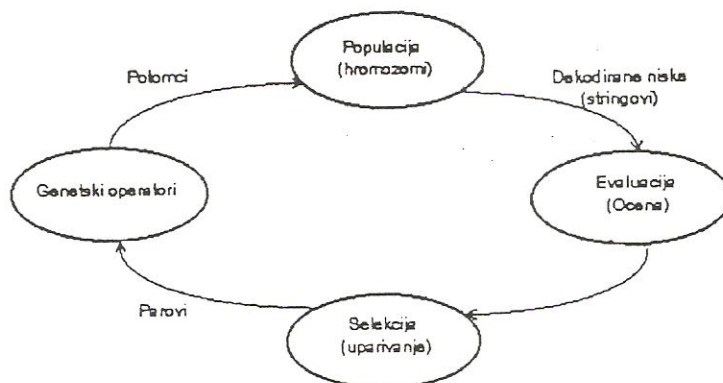 Populacija
(hromozomi)
Potomci
Dekodirane niske
(stringovi)
Genetski operatori
Evaluacija
(Ocena)
Parovi
Selekcija
(uparivanje)